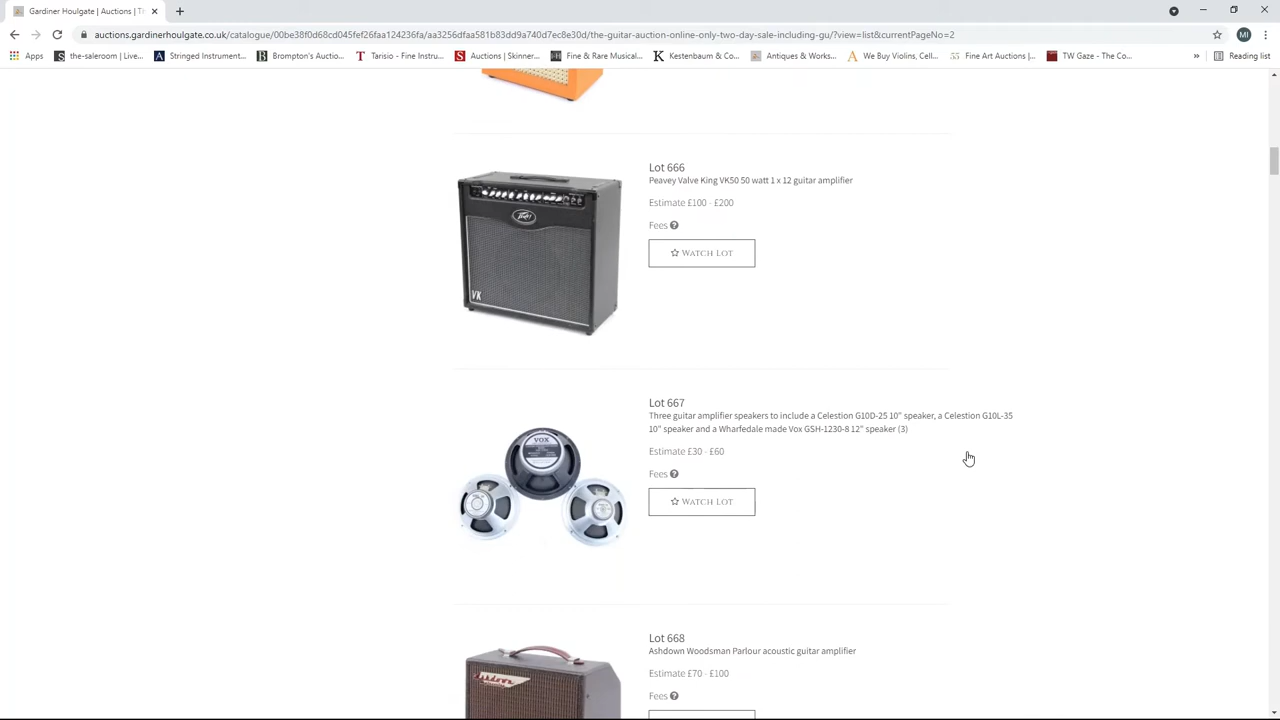 Gardiner Houlgate | Auctions | Th
auctions.gardinerhoulgate.co.uk/catalogue/00be38f0d68cd045fef26faa124236fa/aa3256dfaa581b83dd9a740d7ec8e30d/the-guitar-auction-online-only-two-day-sale-including-gu/?view=list&currentPageNo=2
MI
Apps the-saleroom | Live... Stringed Instrument... Brompton's Auctio... Tarisio - Fine Instru... Auctions | Skinner... Fine & Rare Musical... Kestenbaum & Co... Antiques & Works... We Buy Violins, Cell... Fine Art Auctions |... TW Gaze - The Co... » Reading list
Lot 666
Peavey Valve King VK50 50 watt 1 x 12 guitar amplifier
Estimate £100 - £200
Fees
WATCH LOT
PEAVEY
VK
Lot 667
Three guitar amplifier speakers to include a Celestion G10D-25 10" speaker, a Celestion G10L-35
10" speaker and a Wharfedale made Vox GSH-1230-8 12" speaker (3)
Estimate £30 - £60
Fees
WATCH LOT
VOX
Lot 668
Ashdown Woodsman Parlour acoustic guitar amplifier
Estimate £70 - £100
Fees
Ashdown